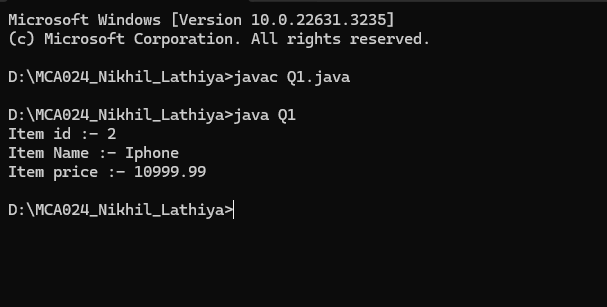 Microsoft Windows [Version 10.0.22631.3235]
(c) Microsoft Corporation. All rights reserved.
D:\MCA024_Nikhil_Lathiya>javac Q1.java
D:\MCA024_Nikhil_Lathiya>java Q1
Item id :- 2
Item Name :- Iphone
Item price :- 10999.99
D:\MCA024_Nikhil_Lathiya>